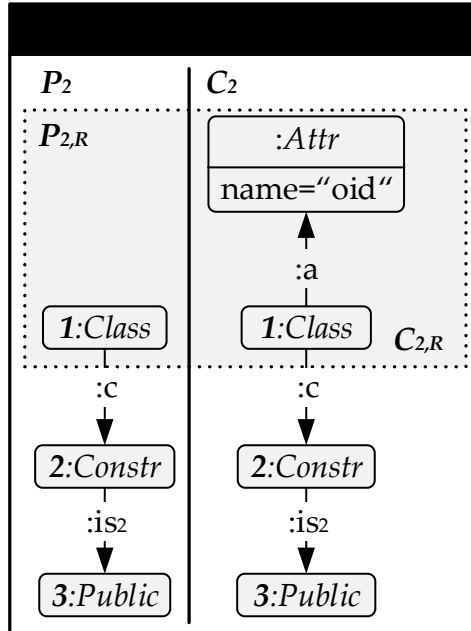 P2 C2
P2,R
:Attr
name=“oid“
:a
1:Class 1:Class
C2,R
:c :c
2:Constr 2:Constr
:is2 :is2
3:Public 3:Public